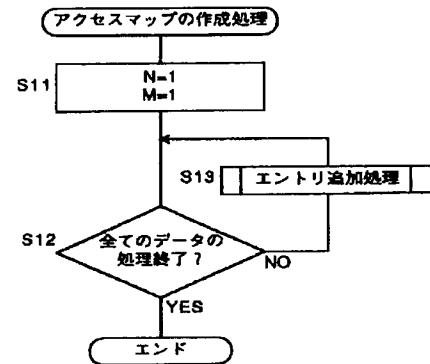 アクセスマップの作成処理
S11
N=1
M=1
S13
エントリ追加処理
S12
全てのデータの
処理終了?
NO
YES
エンド